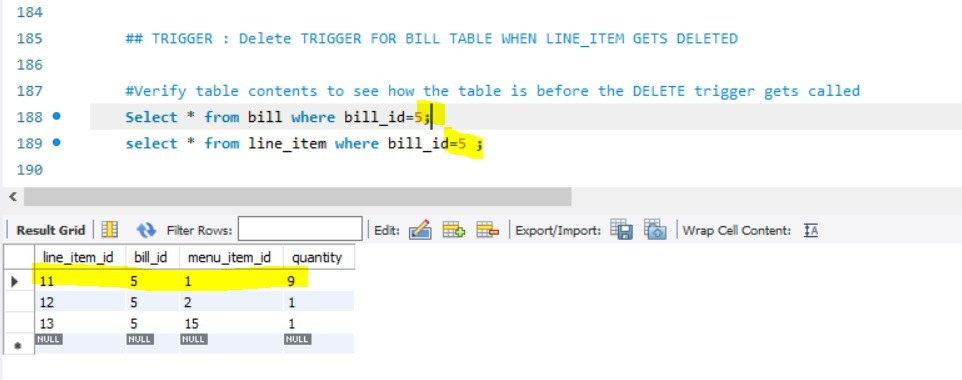 184
185 ## TRIGGER : Delete TRIGGER FOR BILL TABLE WHEN LINE_ITEM GETS DELETED
186
187 #Verify table contents to see how the table is before the DELETE trigger gets called
188 Select * from bill where bill_id=5;
189 select * from line_item where bill_id=5 ;
190
Result Grid Filter Rows: Edit: Export/Import: Wrap Cell Content: IA
line_item_id bill_id menu_item_id quantity
11 5 1 9
12 5 2 1
13 5 15 1
NULL NULL NULL NULL